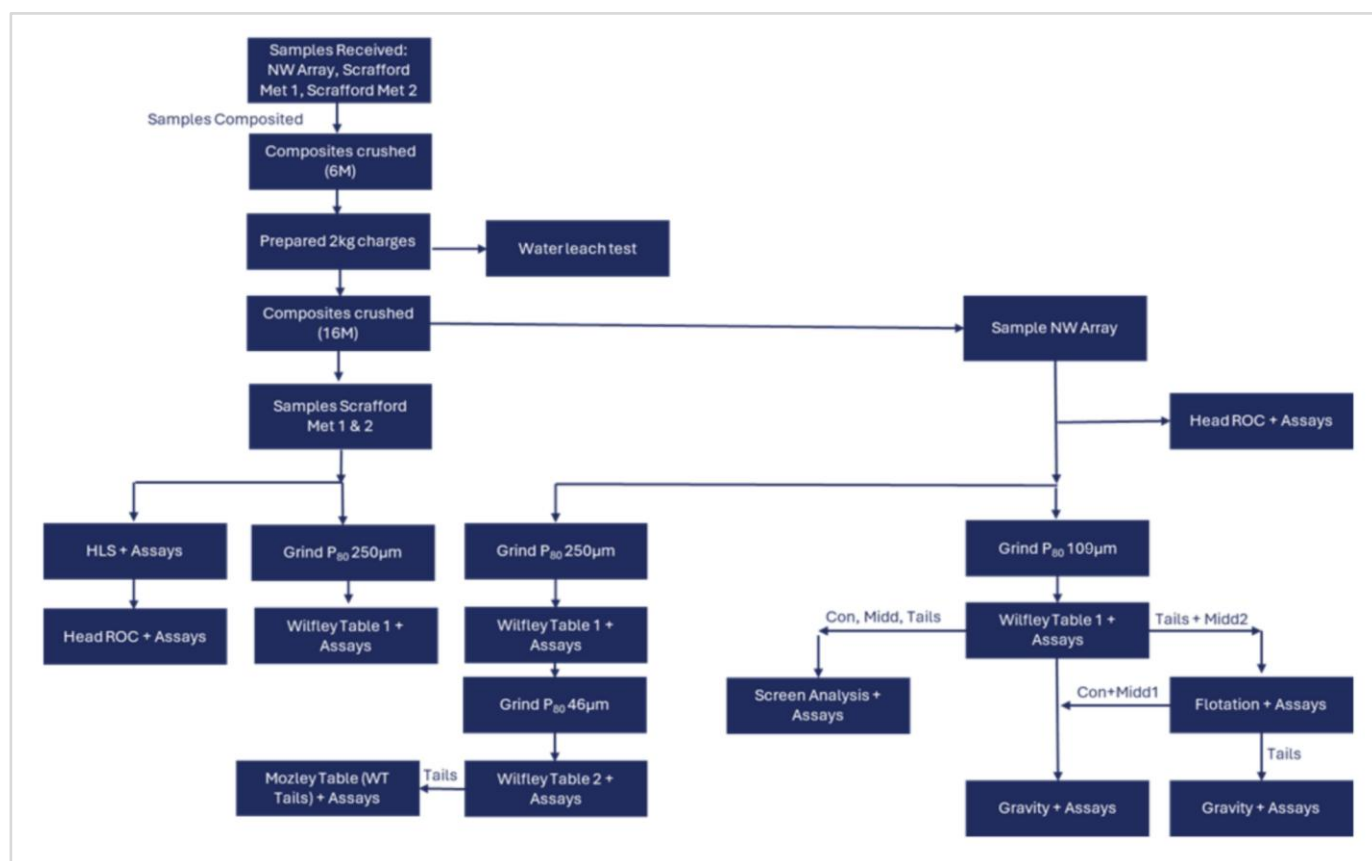 Samples Received:
NW Array, Scrafford
Met 1, Scrafford Met 2
Samples Composited
Composites crushed
(6M)
Prepared 2kg charges
Water leach test
Composites crushed
(16M)
Sample NW Array
Samples Scrafford
Met 1 & 2
Head ROC + Assays
HLS + Assays
Grind P₈₀ 250µm
Grind P₈₀ 250µm
Grind P₈₀ 109µm
Head ROC + Assays
Wilfley Table 1 +
Assays
Wilfley Table 1 +
Assays
Con, Midd, Tails
Wilfley Table 1 +
Assays
Tails + Midd2
Grind P₈₀ 46µm
Screen Analysis +
Assays
Con+Midd1
Flotation + Assays
Mozley Table (WT
Tails) + Assays
Tails
Wilfley Table 2 +
Assays
Tails
Gravity + Assays
Gravity + Assays